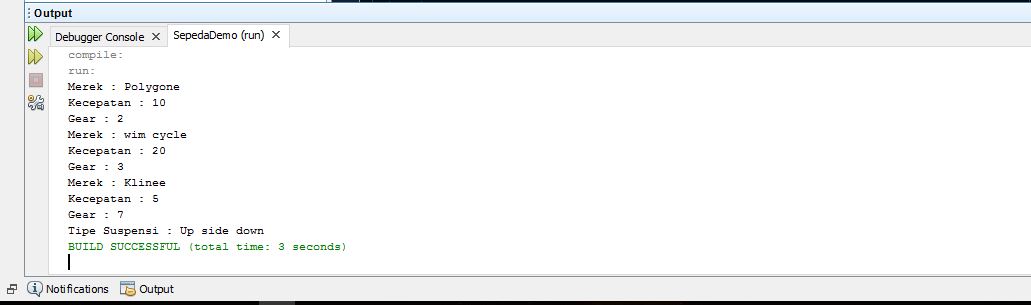 Output
Debugger Console
SepedaDemo (run)
compile:
run:
Merek : Polygone
Kecepatan : 10
Gear : 2
Merek : wim cycle
Kecepatan : 20
Gear : 3
Merek : Klinee
Kecepatan : 5
Gear : 7
Tipe Suspensi : Up side down
BUILD SUCCESSFUL (total time: 3 seconds)
Notifications
Output